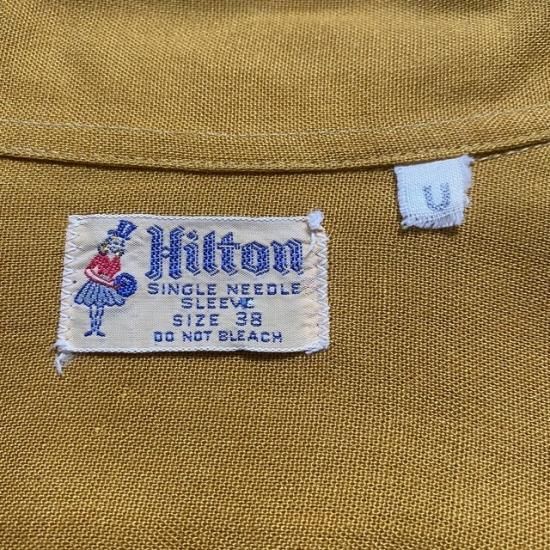 Hilton
SINGLE NEEDLE
SLEEVE
SIZE 38
DO NOT BLEACH
U